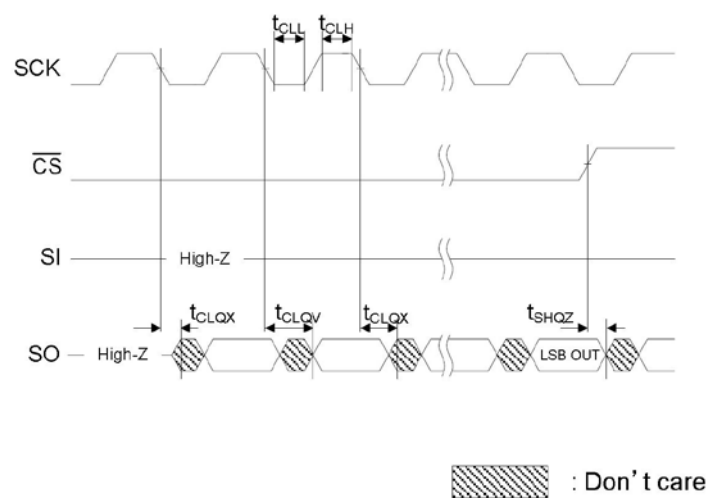 tCLL tCLH
SCK
CS
SI High-Z
tCLQX tCLQV tCLQX tSHQZ
SO High-Z LSB OUT
: Don't care